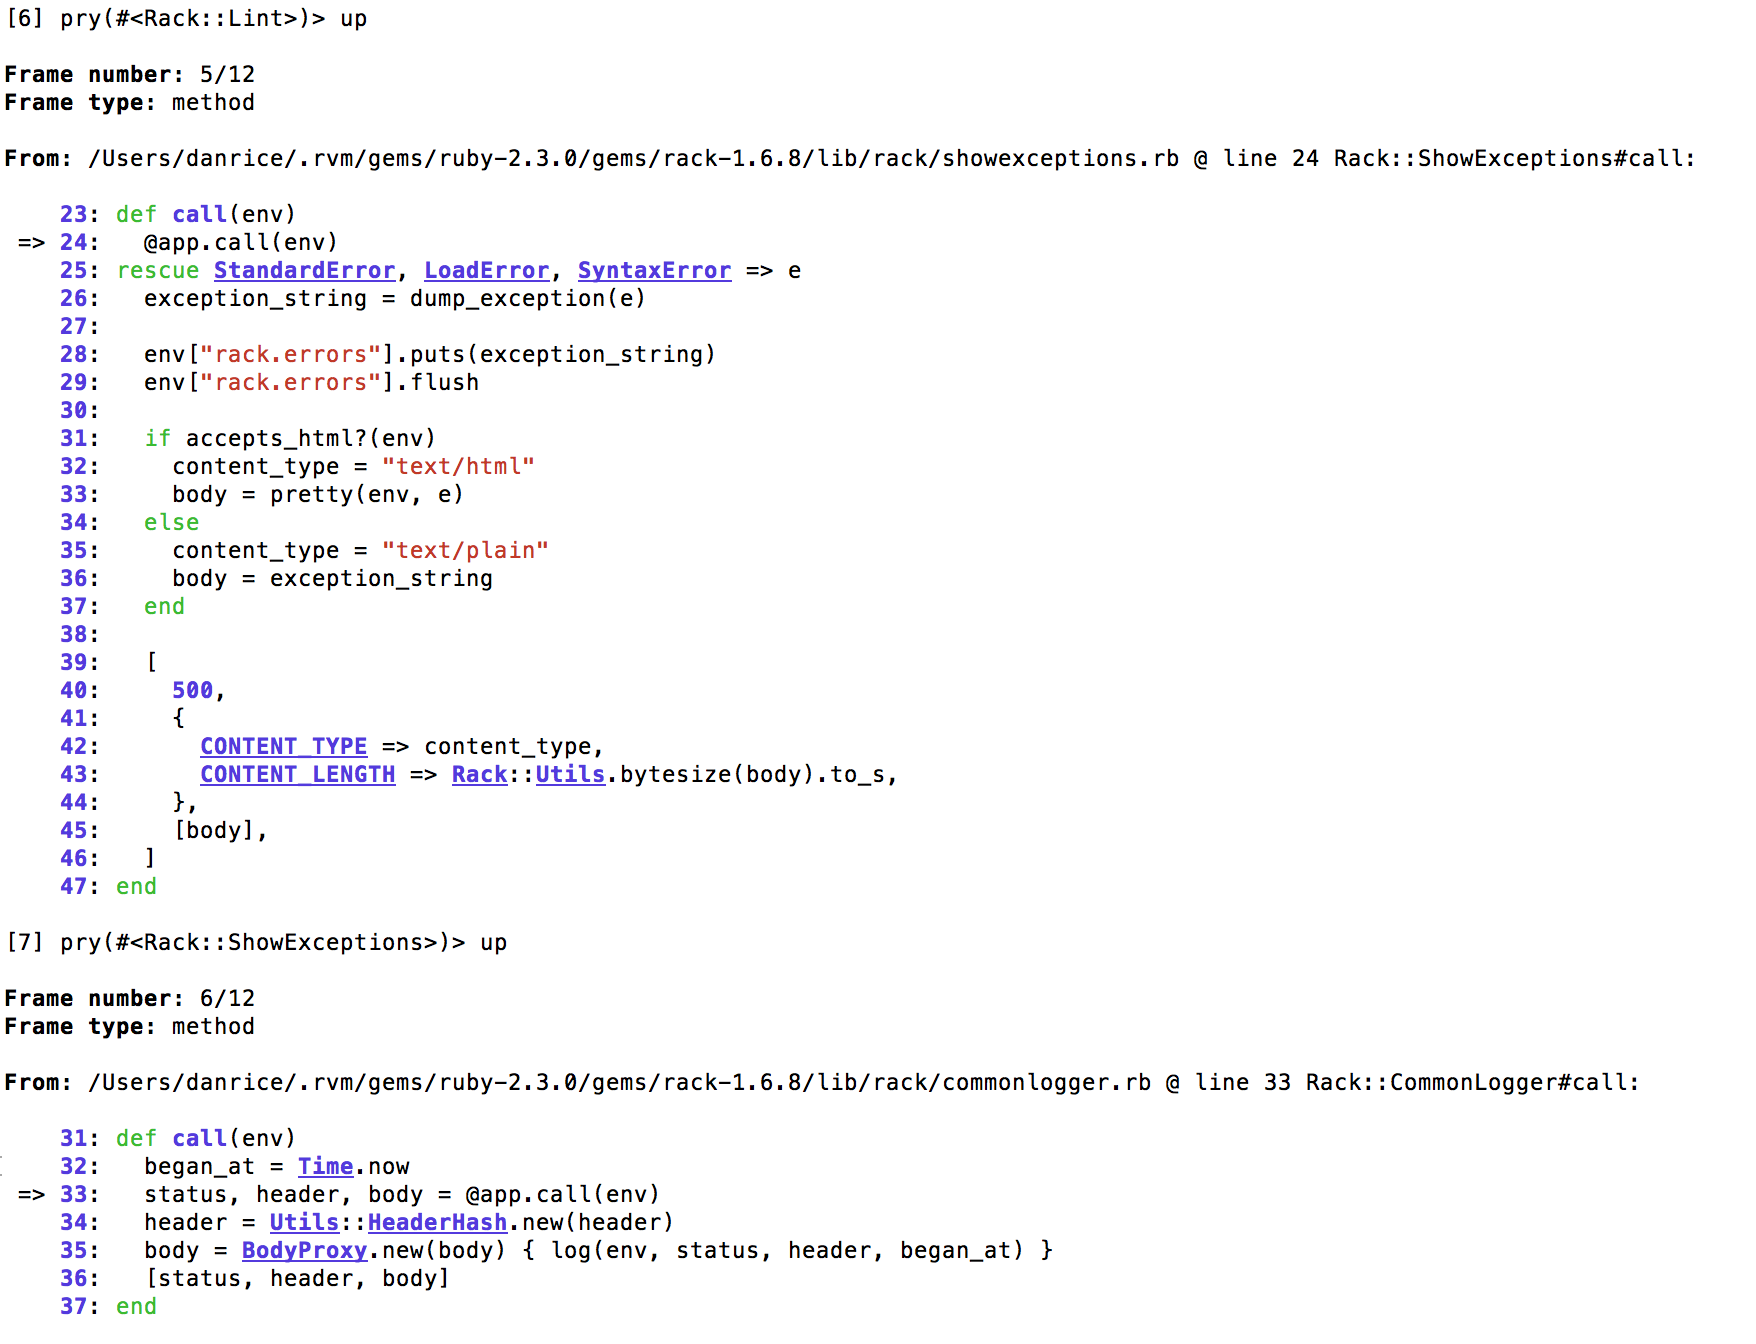 [6] pry(#<Rack::Lint>)> up

Frame number: 5/12
Frame type: method

From: /Users/danrice/.rvm/gems/ruby-2.3.0/gems/rack-1.6.8/lib/rack/showexceptions.rb @ line 24 Rack::ShowExceptions#call:

    23: def call(env)
 => 24:   @app.call(env)
    25: rescue StandardError, LoadError, SyntaxError => e
    26:   exception_string = dump_exception(e)
    27:
    28:   env["rack.errors"].puts(exception_string)
    29:   env["rack.errors"].flush
    30:
    31:   if accepts_html?(env)
    32:     content_type = "text/html"
    33:     body = pretty(env, e)
    34:   else
    35:     content_type = "text/plain"
    36:     body = exception_string
    37:   end
    38:
    39:   [
    40:     500,
    41:     {
    42:       CONTENT_TYPE => content_type,
    43:       CONTENT_LENGTH => Rack::Utils.bytesize(body).to_s,
    44:     },
    45:     [body],
    46:   ]
    47: end

[7] pry(#<Rack::ShowExceptions>)> up

Frame number: 6/12
Frame type: method

From: /Users/danrice/.rvm/gems/ruby-2.3.0/gems/rack-1.6.8/lib/rack/commonlogger.rb @ line 33 Rack::CommonLogger#call:

    31: def call(env)
    32:   began_at = Time.now
 => 33:   status, header, body = @app.call(env)
    34:   header = Utils::HeaderHash.new(header)
    35:   body = BodyProxy.new(body) { log(env, status, header, began_at) }
    36:   [status, header, body]
    37: end